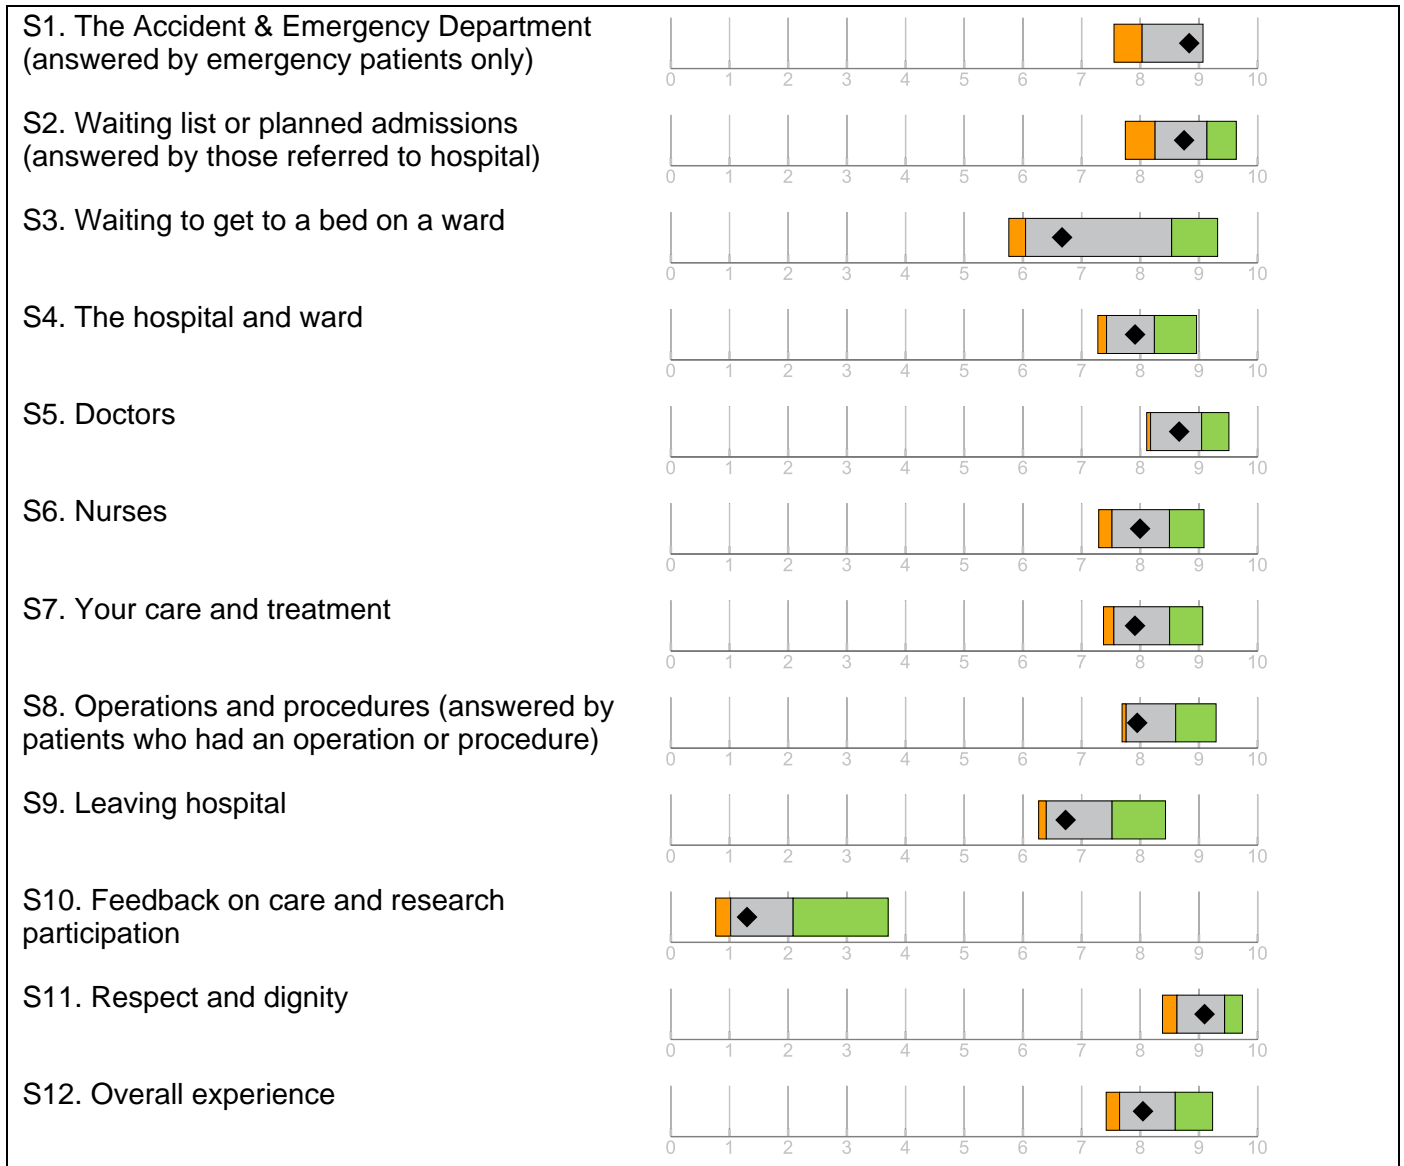 S1. The Accident & Emergency Department
(answered by emergency patients only)
0 1 2 3 4 5 6 7 8 9 10
S2. Waiting list or planned admissions
(answered by those referred to hospital)
0 1 2 3 4 5 6 7 8 9 10
S3. Waiting to get to a bed on a ward
0 1 2 3 4 5 6 7 8 9 10
S4. The hospital and ward
0 1 2 3 4 5 6 7 8 9 10
S5. Doctors
0 1 2 3 4 5 6 7 8 9 10
S6. Nurses
0 1 2 3 4 5 6 7 8 9 10
S7. Your care and treatment
0 1 2 3 4 5 6 7 8 9 10
S8. Operations and procedures (answered by
patients who had an operation or procedure)
0 1 2 3 4 5 6 7 8 9 10
S9. Leaving hospital
0 1 2 3 4 5 6 7 8 9 10
S10. Feedback on care and research
participation
0 1 2 3 4 5 6 7 8 9 10
S11. Respect and dignity
0 1 2 3 4 5 6 7 8 9 10
S12. Overall experience
0 1 2 3 4 5 6 7 8 9 10